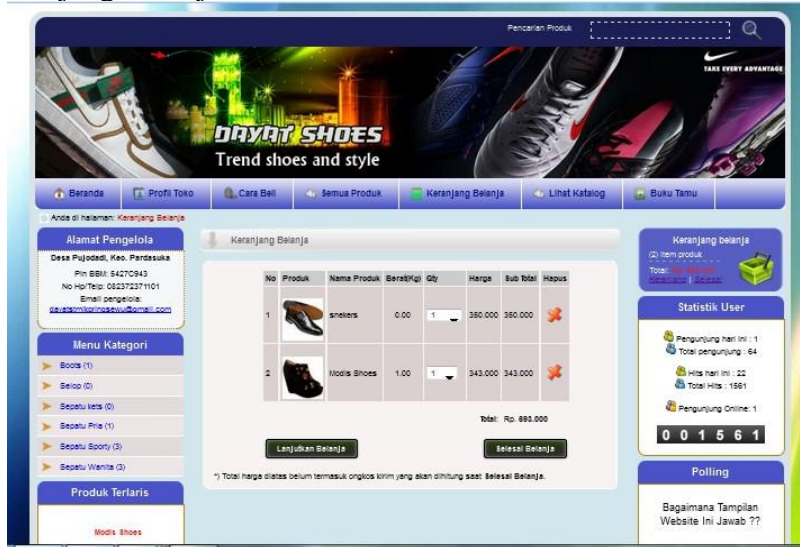 Pencarian Produk
TAKE EVERY ADVANTAGE
DAYAT SHOES
Trend shoes and style
Beranda
Profil Toko
Cara Beli
Semua Produk
Keranjang Belanja
Lihat Katalog
Buku Tamu
Anda di halaman: Keranjang Belanja
Alamat Pengelola
Desa Pujodadi, Kec. Pardasuka
Pin BBM: 5427C943
No Hp/Telp: 082372371101
Email pengelola:
Menu Kategori
Boots (1)
Selop (0)
Sepatu kets (0)
Sepatu Pria (1)
Sepatu Sporty (3)
Sepatu Wanita (3)
Produk Terlaris
Modis Shoes
Keranjang Belanja
No Produk Nama Produk Berat(Kg) Qty Harga Sub Total Hapus
1 snekers 0.00 1 350.000 350.000
2 Modis Shoes 1.00 1 343.000 343.000
Total: Rp. 693.000
Lanjutkan Belanja
Selesai Belanja
*) Total harga diatas belum termasuk ongkos kirim yang akan dihitung saat Selesai Belanja.
Keranjang belanja
(2) item produk
Total:
Keranjang | Selesai
Statistik User
Pengunjung hari ini : 1
Total pengunjung : 64
Hits hari ini : 22
Total Hits : 1561
Pengunjung Online: 1
001561
Polling
Bagaimana Tampilan
Website Ini Jawab ??